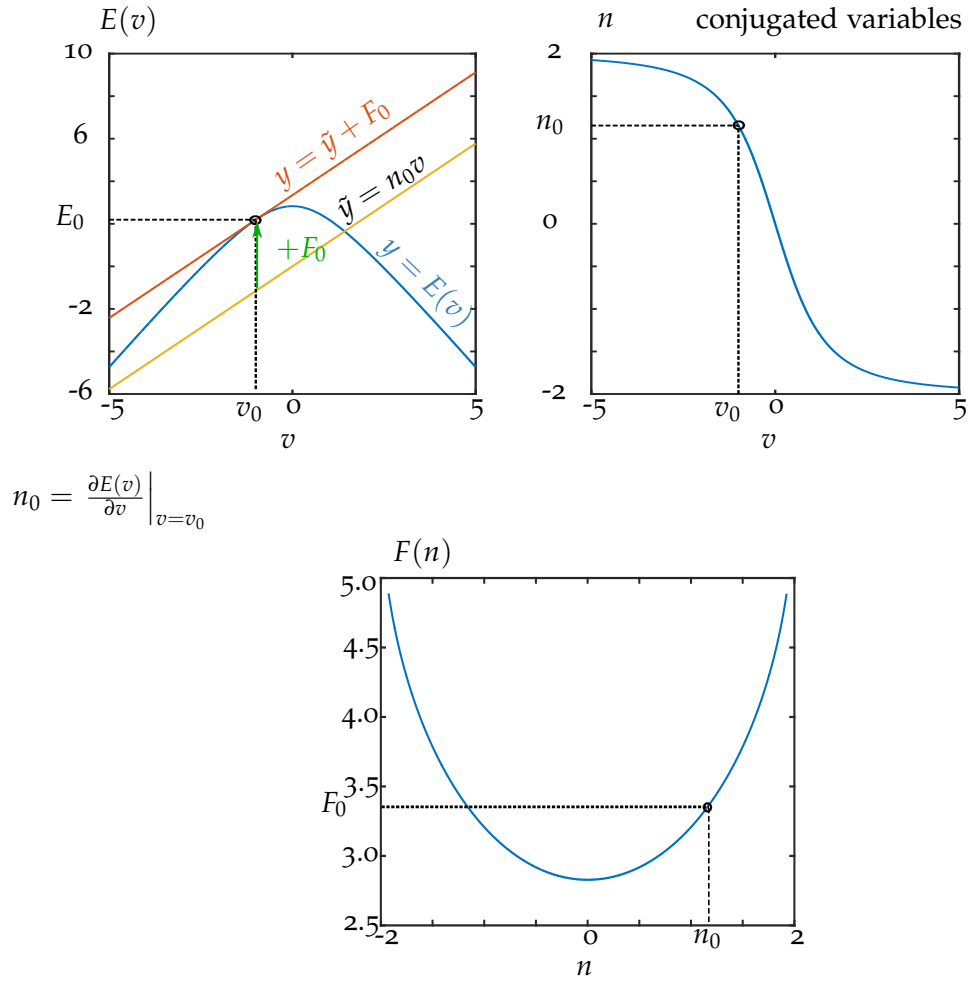 E(v)
n conjugated variables
10
6
-2
-6
E₀
-5
v₀
0
5
v
y = ỹ + F₀
ỹ = n₀v
+F₀
y = E(v)
2
n₀
0
-2
-5
v₀
0
5
v
n₀ = ∂E(v)/∂v |ᵥ₌ᵥ₀
F(n)
5.0
4.5
4.0
3.5
F₀
3.0
2.5
-2
0
n₀
2
n